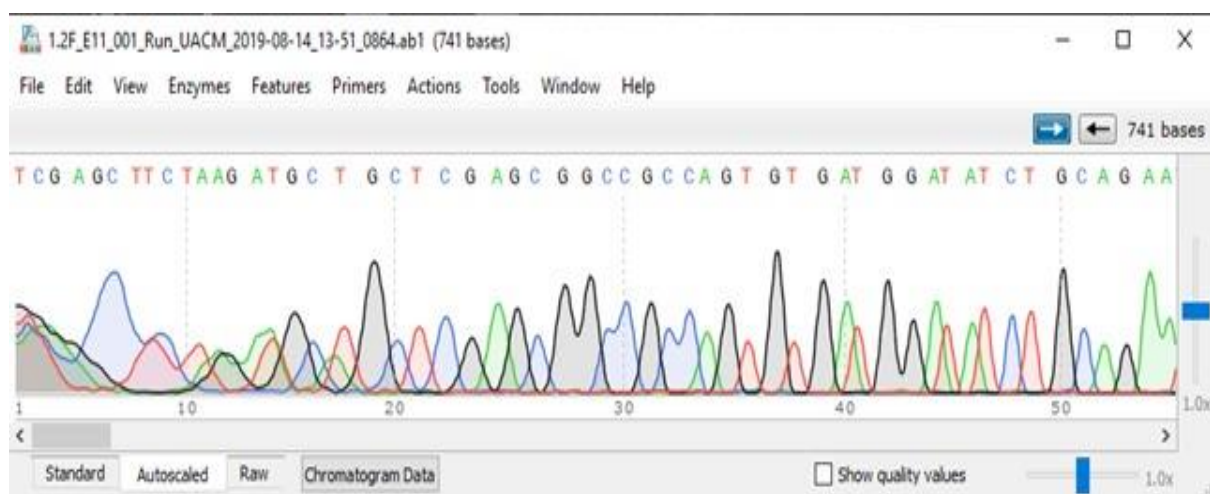 1.2F_E11_001_Run_UACM_2019-08-14_13-51_0864.ab1 (741 bases)
File Edit View Enzymes Features Primers Actions Tools Window Help
741 bases
T C G A G C T T C T A A G A T G C T G C T C G A G C G G C C G C C A G T G T G A T G G A T A T C T G C A G A A
1 10 20 30 40 50
1.0x
Standard Autoscaled Raw Chromatogram Data Show quality values 1.0x